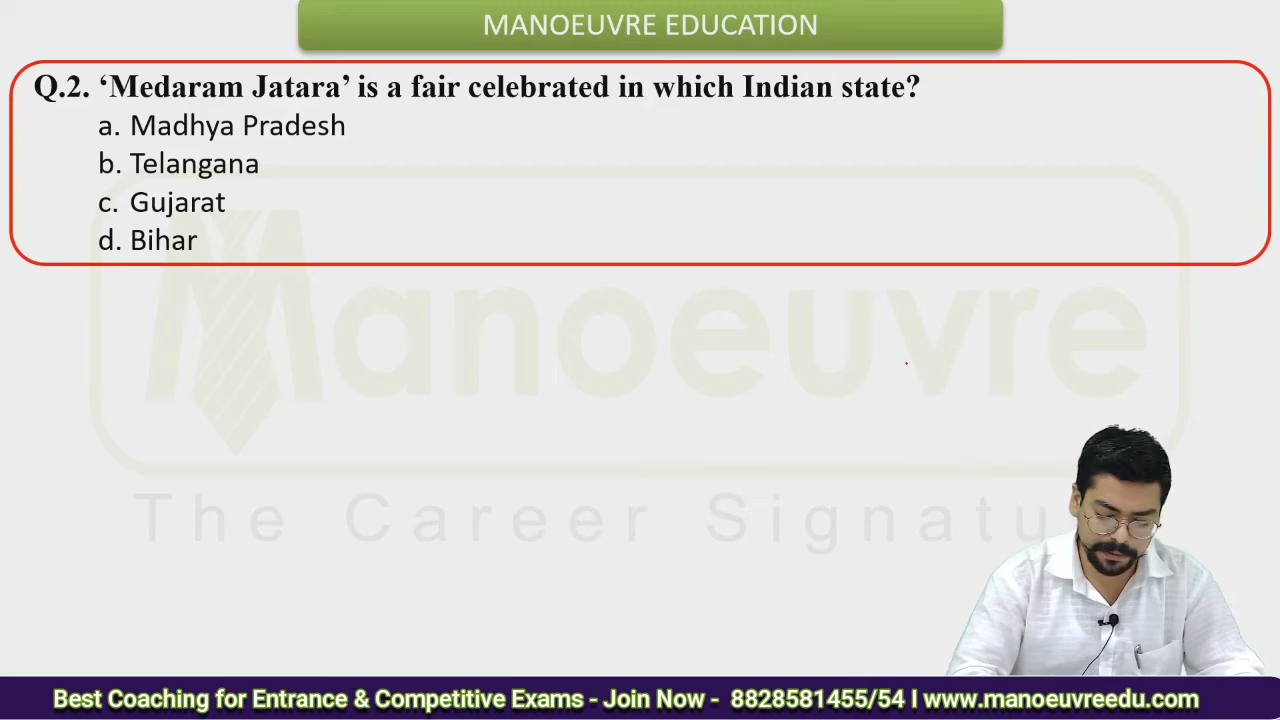 MANOEUVRE EDUCATION
Q.2. ‘Medaram Jatara’ is a fair celebrated in which Indian state?
a. Madhya Pradesh
b. Telangana
c. Gujarat
d. Bihar
Manoeuvre
The Career Signatu
Best Coaching for Entrance & Competitive Exams - Join Now - 8828581455/54 I www.manoeuvreedu.com